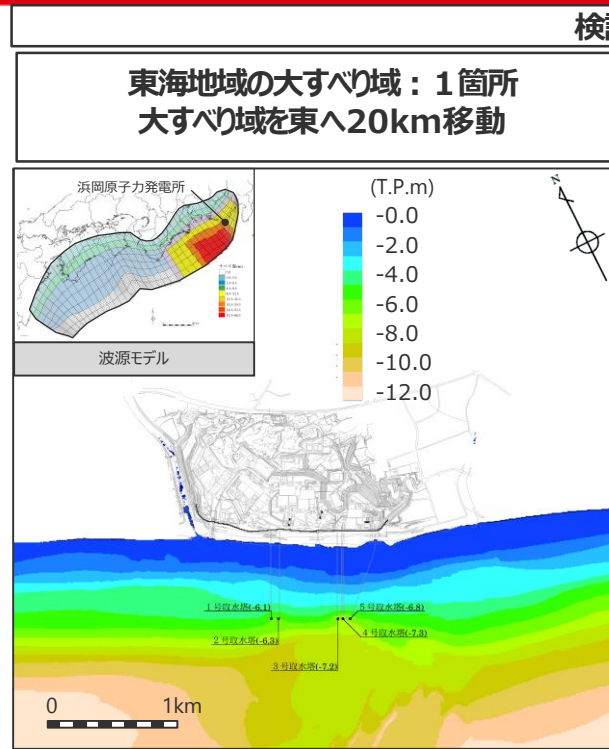 検討
東海地域の大すべり域：１箇所
大すべり域を東へ20km移動
浜岡原子力発電所
波源モデル
(T.P.m)
-0.0
-2.0
-4.0
-6.0
-8.0
-10.0
-12.0
N
１号取水塔(-6.1)
５号取水塔(-6.8)
２号取水塔(-6.3)
４号取水塔(-7.3)
３号取水塔(-7.2)
0 1km